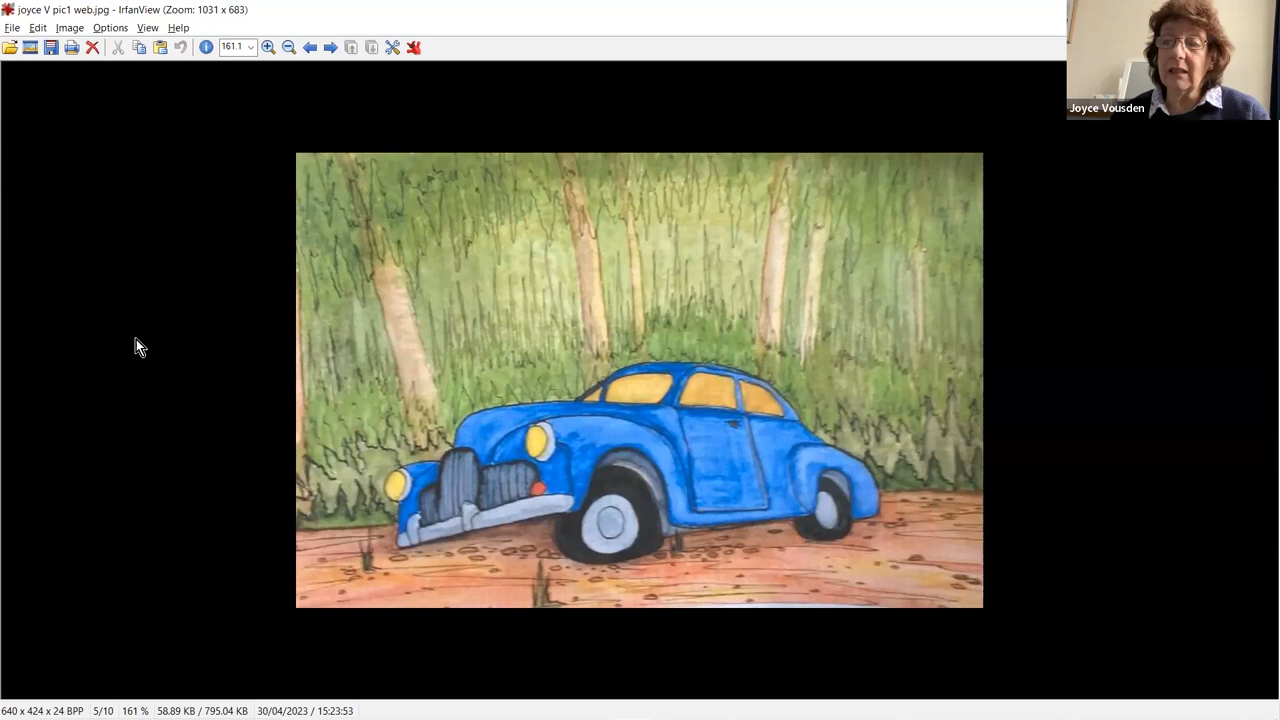 joyce V pic1 web.jpg - IrfanView (Zoom: 1031 x 683)
File Edit Image Options View Help
161.1
Joyce Vousden
640 x 424 x 24 BPP 5/10 161 % 58.89 KB / 795.04 KB 30/04/2023 / 15:23:53